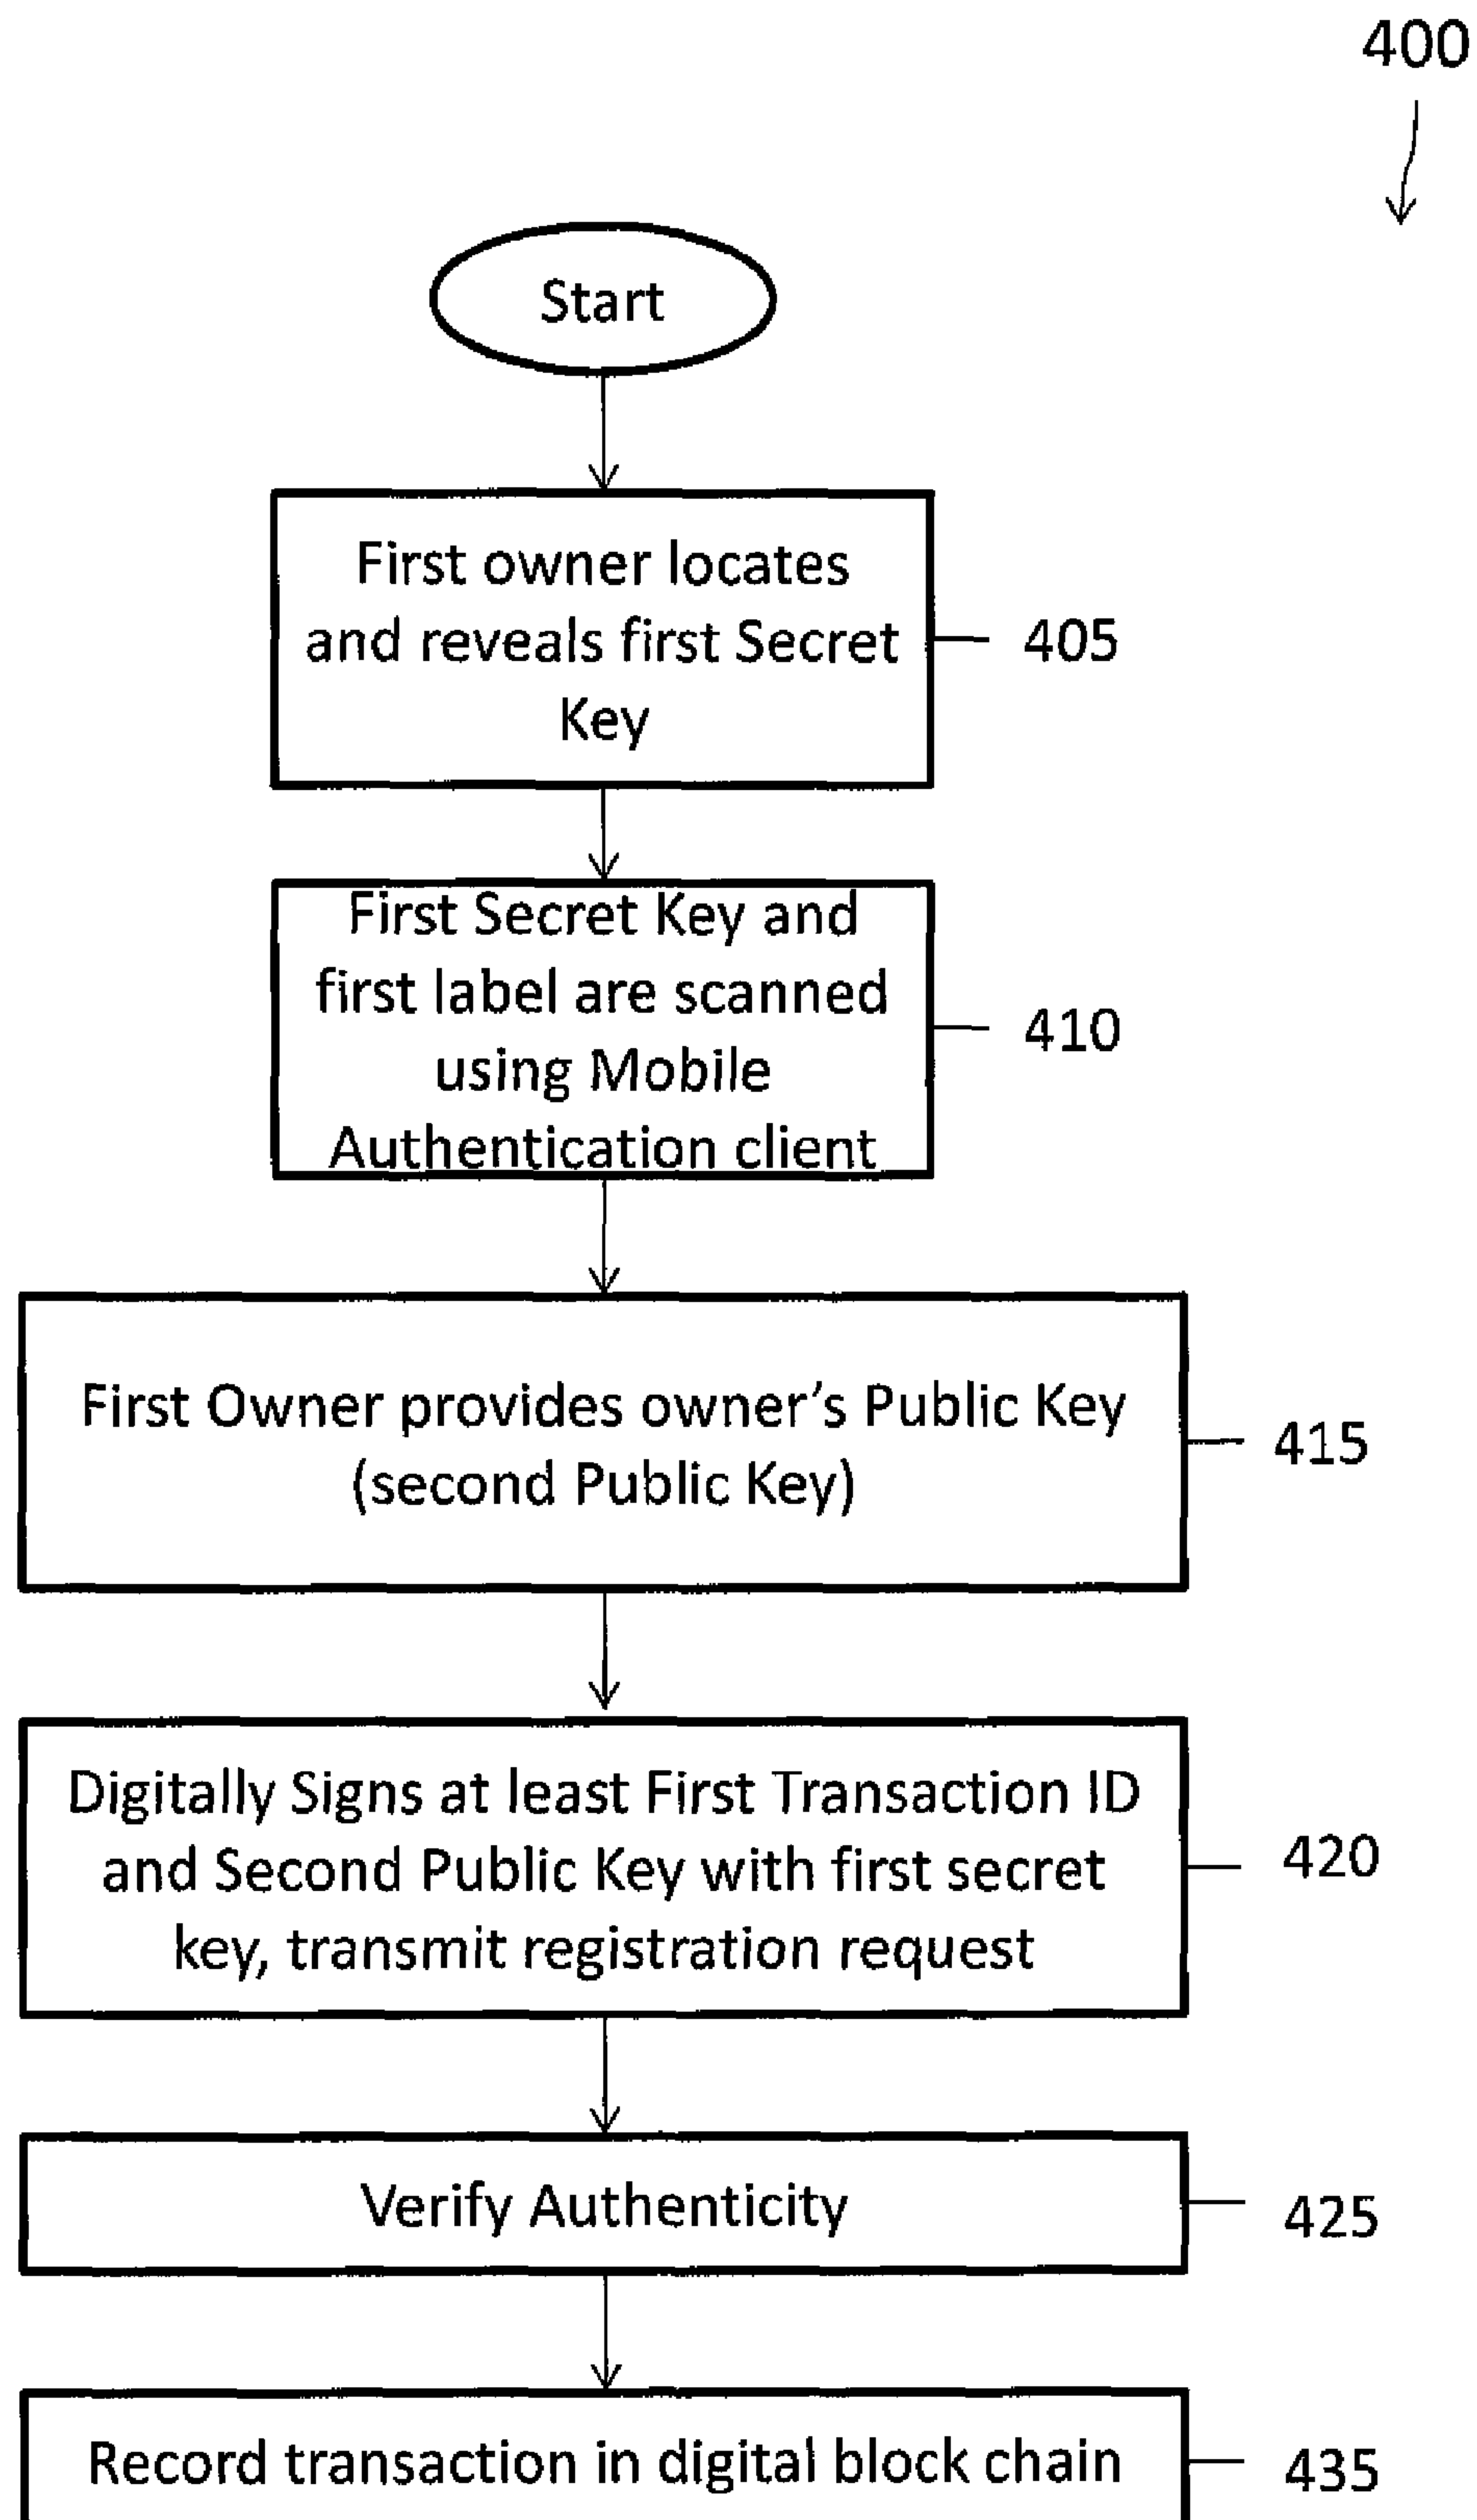 400
Start
First owner locates
and reveals first Secret
Key
405
First Secret Key and
first label are scanned
using Mobile
Authentication client
410
First Owner provides owner’s Public Key
(second Public Key)
415
Digitally Signs at least First Transaction ID
and Second Public Key with first secret
key, transmit registration request
420
Verify Authenticity
425
Record transaction in digital block chain
435